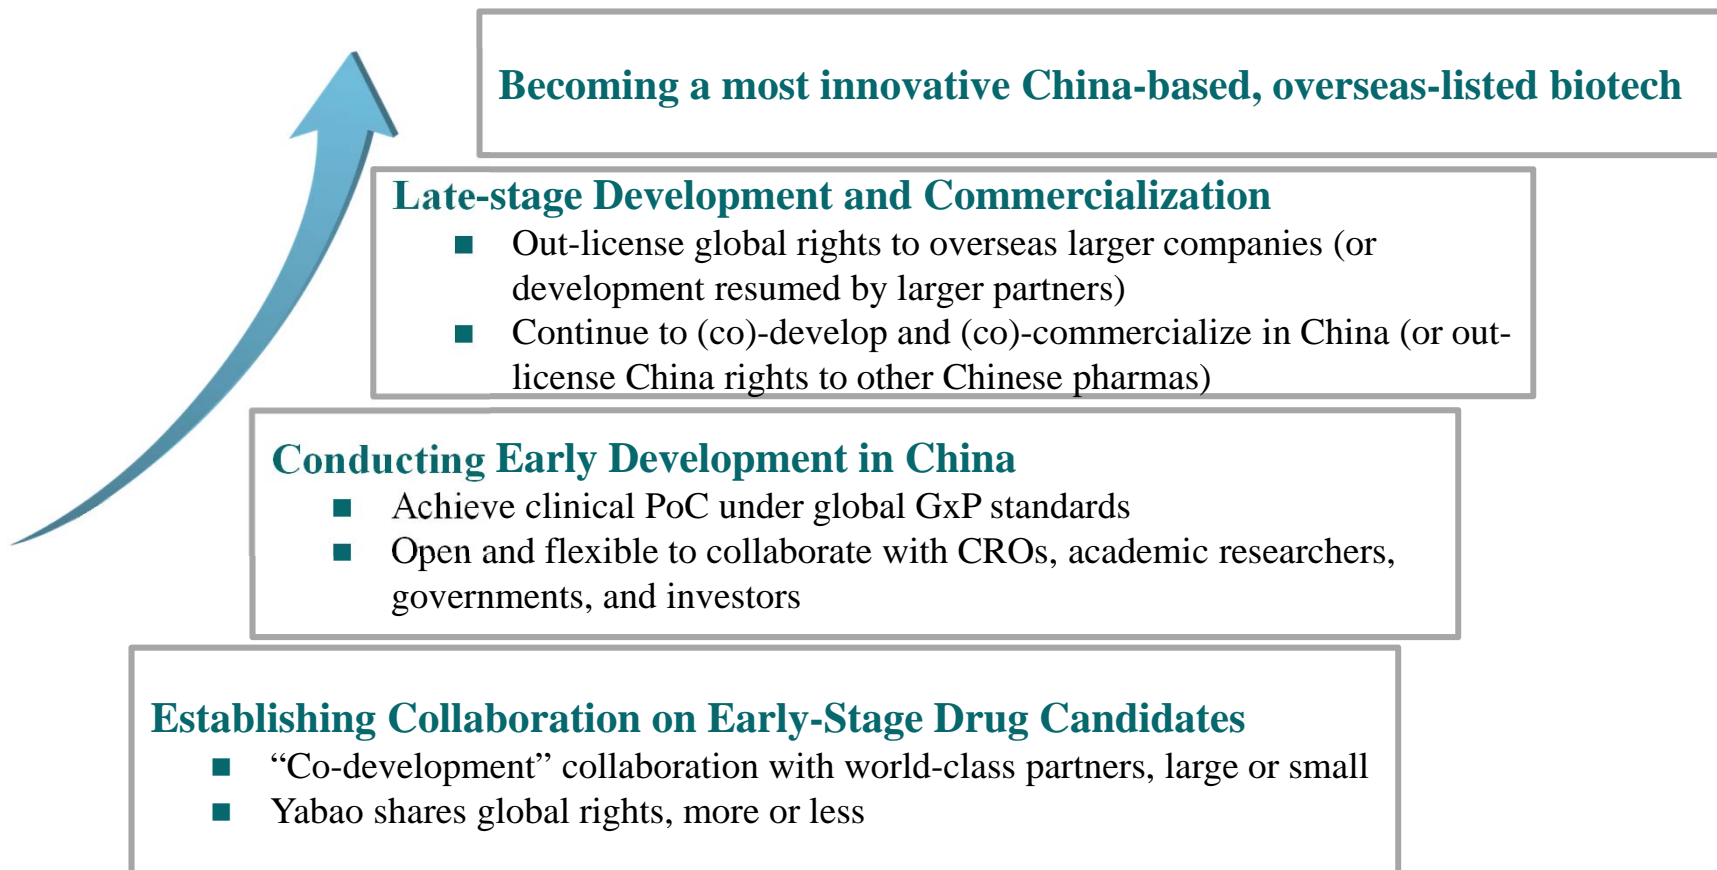 Becoming a most innovative China-based, overseas-listed biotech
Late-stage Development and Commercialization
■ Out-license global rights to overseas larger companies (or
development resumed by larger partners)
■ Continue to (co)-develop and (co)-commercialize in China (or out-
license China rights to other Chinese pharmas)
Conducting Early Development in China
■ Achieve clinical PoC under global GxP standards
■ Open and flexible to collaborate with CROs, academic researchers,
governments, and investors
Establishing Collaboration on Early-Stage Drug Candidates
■ “Co-development” collaboration with world-class partners, large or small
■ Yabao shares global rights, more or less